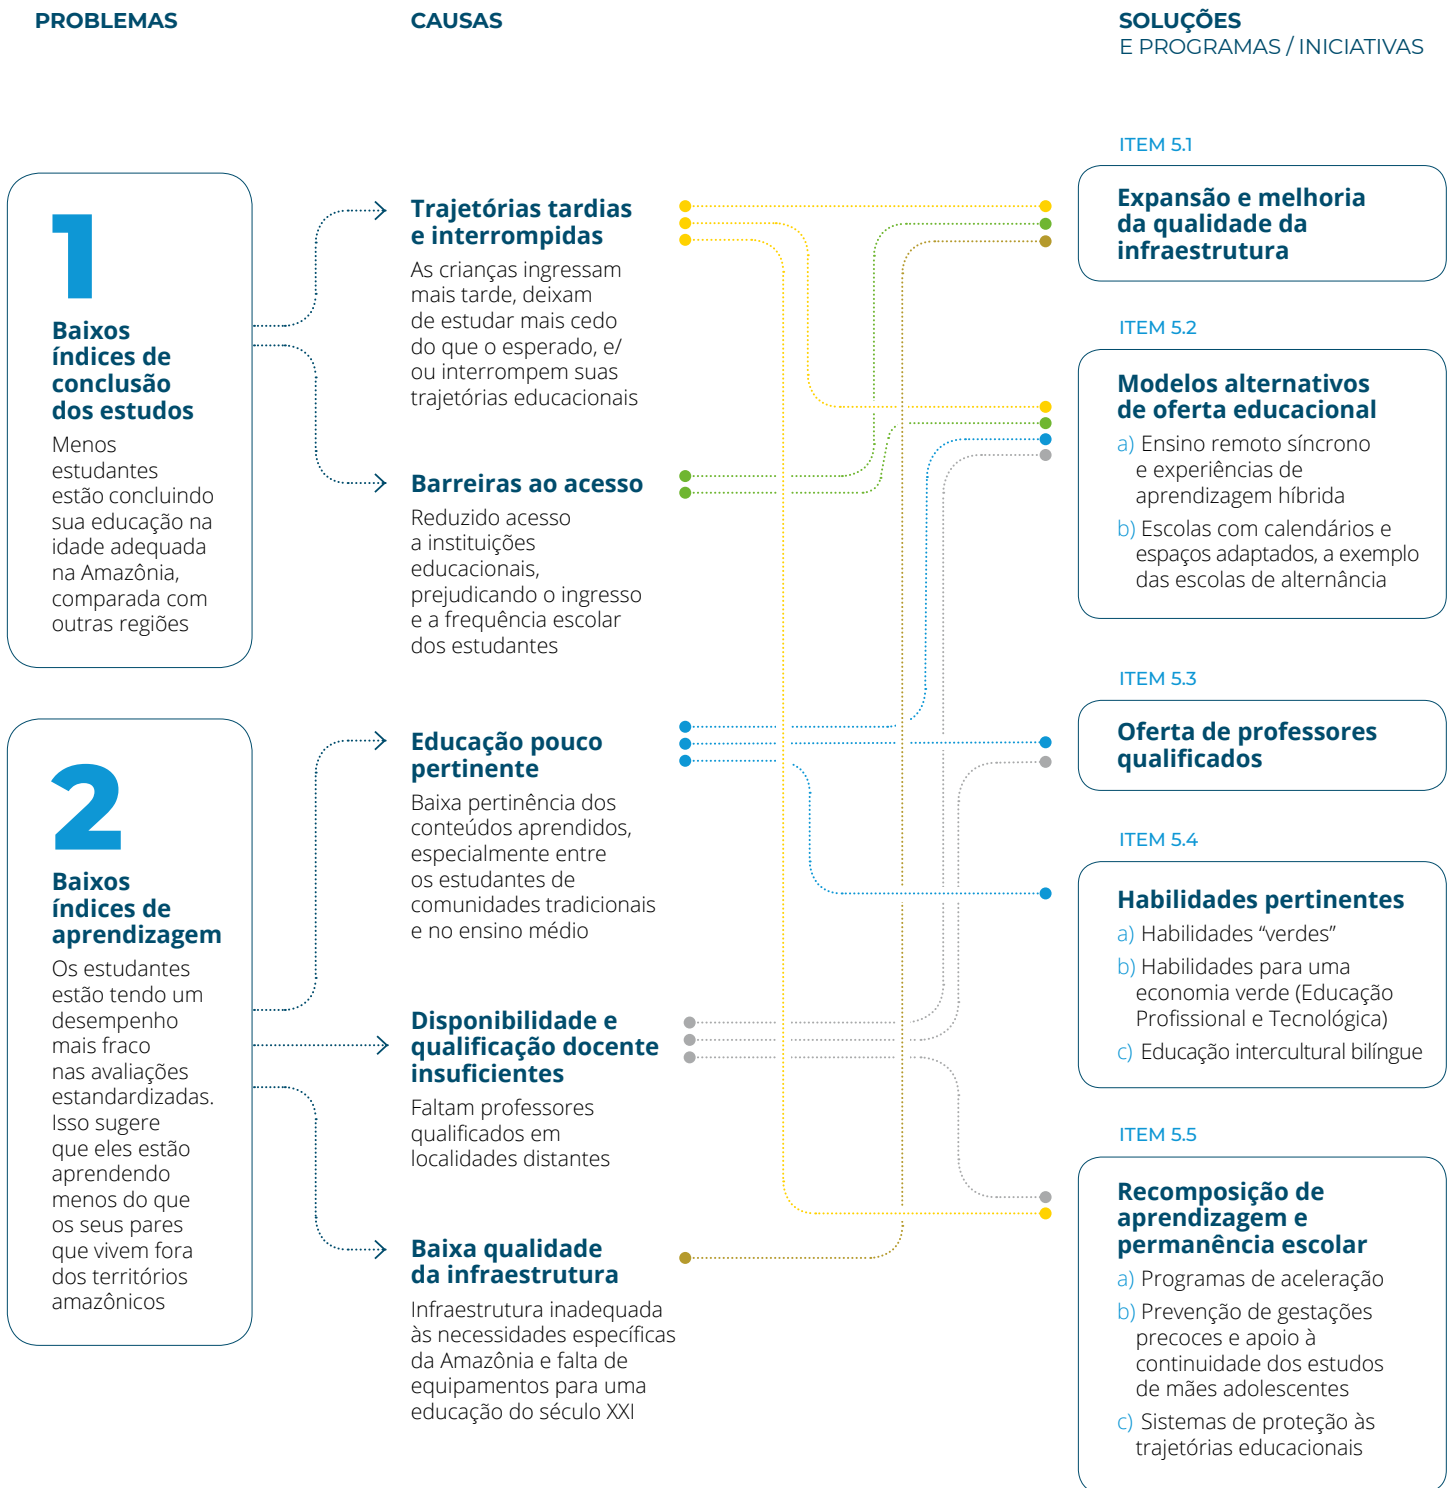 PROBLEMAS
CAUSAS
SOLUÇÕES
E PROGRAMAS / INICIATIVAS
1
Baixos
índices de
conclusão
dos estudos
Menos
estudantes
estão concluindo
sua educação na
idade adequada
na Amazônia,
comparada com
outras regiões
2
Baixos
índices de
aprendizagem
Os estudantes
estão tendo um
desempenho
mais fraco
nas avaliações
estandardizadas.
Isso sugere
que eles estão
aprendendo
menos do que
os seus pares
que vivem fora
dos territórios
amazônicos
Trajetórias tardias
e interrompidas
As crianças ingressam
mais tarde, deixam
de estudar mais cedo
do que o esperado, e/
ou interrompem suas
trajetórias educacionais
Barreiras ao acesso
Reduzido acesso
a instituições
educacionais,
prejudicando o ingresso
e a frequência escolar
dos estudantes
Educação pouco
pertinente
Baixa pertinência dos
conteúdos aprendidos,
especialmente entre
os estudantes de
comunidades tradicionais
e no ensino médio
Disponibilidade e
qualificação docente
insuficientes
Faltam professores
qualificados em
localidades distantes
Baixa qualidade
da infraestrutura
Infraestrutura inadequada
às necessidades específicas
da Amazônia e falta de
equipamentos para uma
educação do século XXI
ITEM 5.1
Expansão e melhoria
da qualidade da
infraestrutura
ITEM 5.2
Modelos alternativos
de oferta educacional
a) Ensino remoto síncrono
e experiências de
aprendizagem híbrida
b) Escolas com calendários e
espaços adaptados, a exemplo
das escolas de alternância
ITEM 5.3
Oferta de professores
qualificados
ITEM 5.4
Habilidades pertinentes
a) Habilidades “verdes”
b) Habilidades para uma
economia verde (Educação
Profissional e Tecnológica)
c) Educação intercultural bilíngue
ITEM 5.5
Recomposição de
aprendizagem e
permanência escolar
a) Programas de aceleração
b) Prevenção de gestações
precoces e apoio à
continuidade dos estudos
de mães adolescentes
c) Sistemas de proteção às
trajetórias educacionais